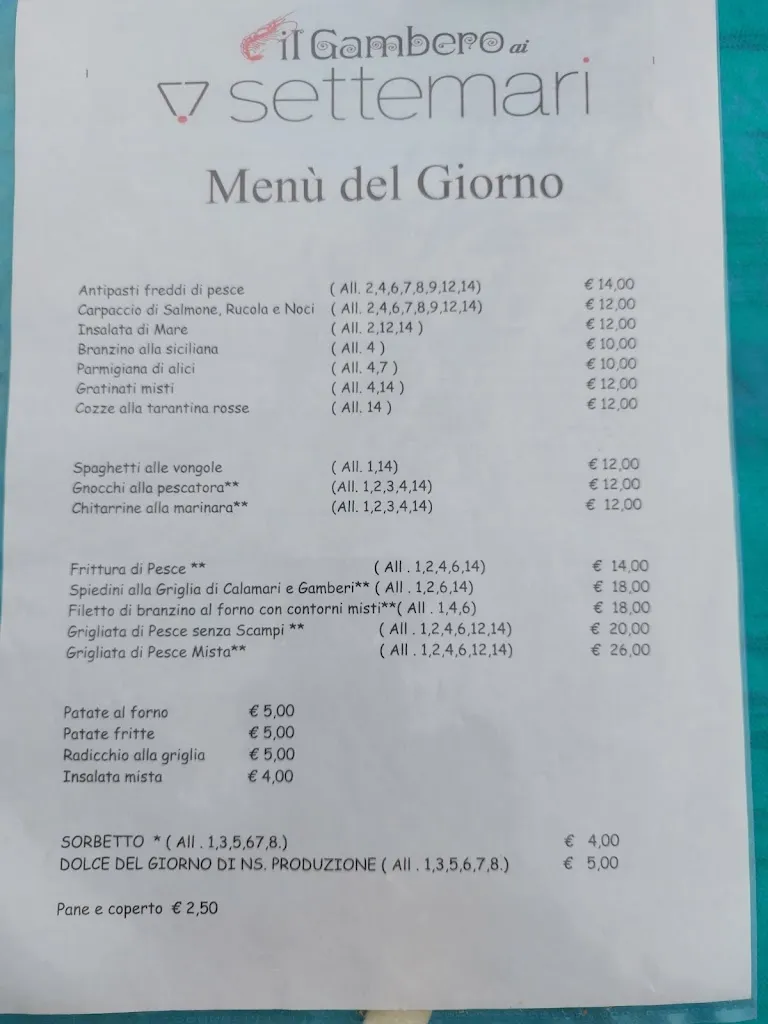 il Gambero ai
settemari
Menù del Giorno
Antipasti freddi di pesce ( All. 2,4,6,7,8,9,12,14) € 14,00
Carpaccio di Salmone, Rucola e Noci ( All. 2,4,6,7,8,9,12,14) € 12,00
Insalata di Mare ( All. 2,12,14 ) € 12,00
Branzino alla siciliana ( All. 4 ) € 10,00
Parmigiana di alici ( All. 4,7 ) € 10,00
Gratinati misti ( All. 4,14 ) € 12,00
Cozze alla tarantina rosse ( All. 14 ) € 12,00
Spaghetti alle vongole ( All. 1,14) € 12,00
Gnocchi alla pescatora** (All. 1,2,3,4,14) € 12,00
Chitarrine alla marinara** (All. 1,2,3,4,14) € 12,00
Frittura di Pesce ** ( All . 1,2,4,6,14) € 14,00
Spiedini alla Griglia di Calamari e Gamberi** ( All . 1,2,6,14) € 18,00
Filetto di branzino al forno con contorni misti**( All . 1,4,6) € 18,00
Grigliata di Pesce senza Scampi ** ( All . 1,2,4,6,12,14) € 20,00
Grigliata di Pesce Mista** ( All . 1,2,4,6,12,14) € 26,00
Patate al forno € 5,00
Patate fritte € 5,00
Radicchio alla griglia € 5,00
Insalata mista € 4,00
SORBETTO * ( All . 1,3,5,67,8.) € 4,00
DOLCE DEL GIORNO DI NS. PRODUZIONE ( All . 1,3,5,6,7,8.) € 5,00
Pane e coperto € 2,50